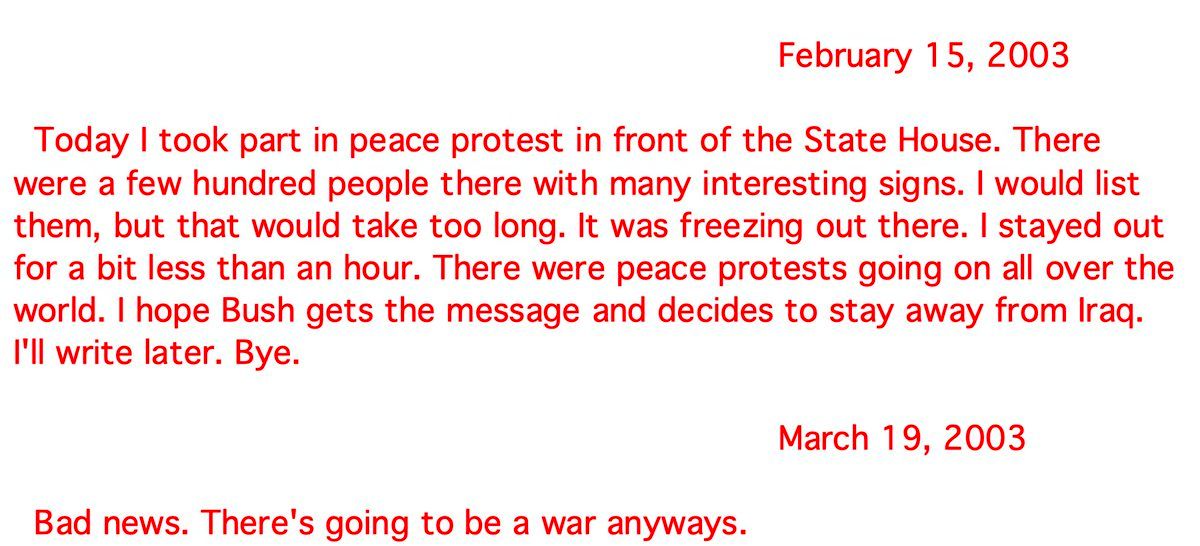 February 15, 2003
Today I took part in peace protest in front of the State House. There
were a few hundred people there with many interesting signs. I would list
them, but that would take too long. It was freezing out there. I stayed out
for a bit less than an hour. There were peace protests going on all over the
world. I hope Bush gets the message and decides to stay away from Iraq.
I'll write later. Bye.
March 19, 2003
Bad news. There's going to be a war anyways.